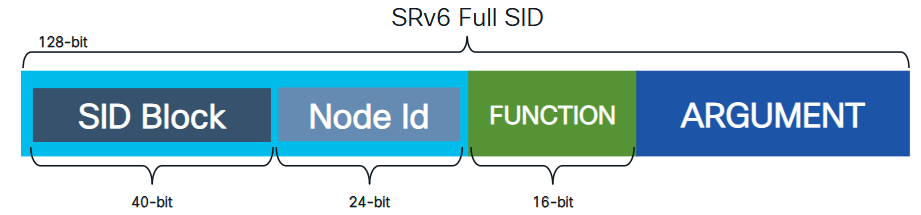 SRv6 Full SID
128-bit
SID Block
Node Id
FUNCTION
ARGUMENT
40-bit
24-bit
16-bit